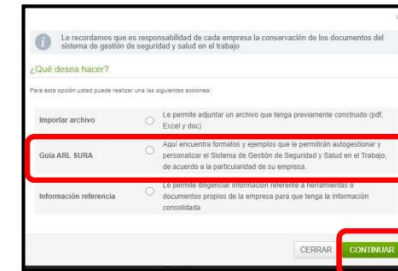 Le recordamos que es responsabilidad de cada empresa la conservación de los documentos del
sistema de gestión de seguridad y salud en el trabajo
¿Qué desea hacer?
Para esta opción usted puede realizar una las siguientes acciones:
Importar archivo
Le permite adjuntar un archivo que tenga previamente construido (pdf,
Excel y doc)
Guía ARL SURA
Aquí encuentra formatos y ejemplos que le permitirán autogestionar y
personalizar el Sistema de Gestión de Seguridad y Salud en el Trabajo,
de acuerdo a la particularidad de su empresa.
Información referencia
Le permite diligenciar información referente a herramientas o
documentos propios de la empresa para que tenga la información
consolidada
CERRAR
CONTINUAR